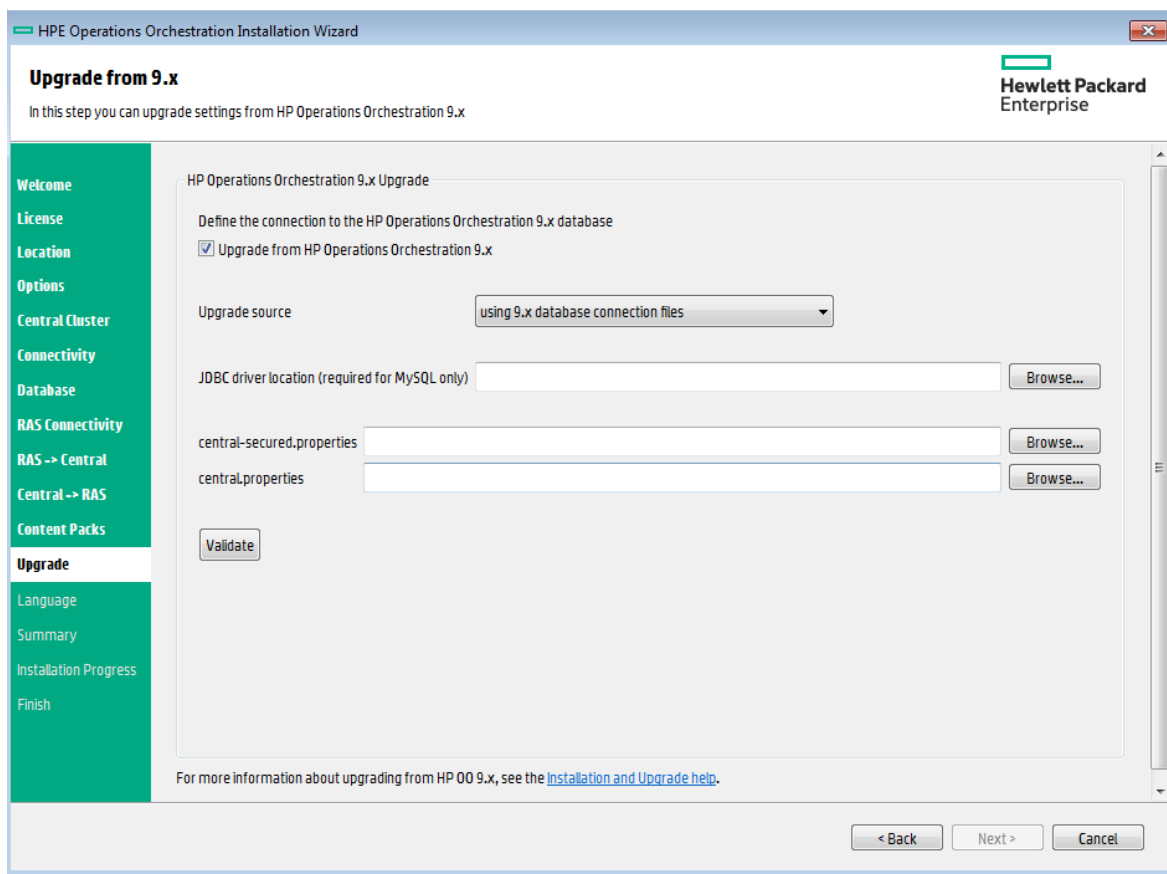 HPE Operations Orchestration Installation Wizard
Upgrade from 9.x
In this step you can upgrade settings from HP Operations Orchestration 9.x
Hewlett Packard
Enterprise
Welcome
License
Location
Options
Central Cluster
Connectivity
Database
RAS Connectivity
RAS -> Central
Central -> RAS
Content Packs
Upgrade
Language
Summary
Installation Progress
Finish
HP Operations Orchestration 9.x Upgrade
Define the connection to the HP Operations Orchestration 9.x database
Upgrade from HP Operations Orchestration 9.x
Upgrade source using 9.x database connection files
JDBC driver location (required for MySQL only) Browse...
central-secured.properties Browse...
central.properties Browse...
Validate
For more information about upgrading from HP OO 9.x, see the Installation and Upgrade help.
< Back Next > Cancel